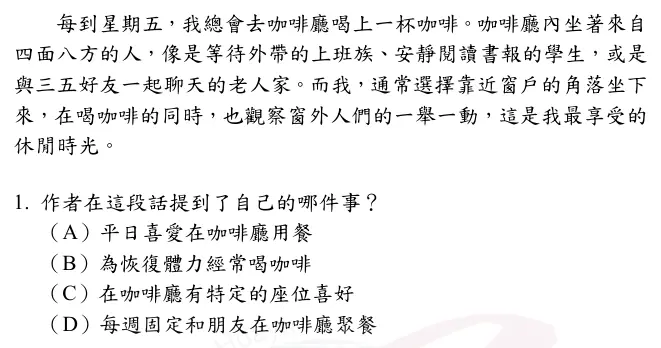 每到星期五，我總會去咖啡廳喝上一杯咖啡。咖啡廳內坐著來自
四面八方的人，像是等待外帶的上班族、安靜閱讀書報的學生，或是
與三五好友一起聊天的老人家。而我，通常選擇靠近窗戶的角落坐下
來，在喝咖啡的同時，也觀察窗外人們的一舉一動，這是我最享受的
休閒時光。
1. 作者在這段話提到了自己的哪件事？
（A）平日喜愛在咖啡廳用餐
（B）為恢復體力經常喝咖啡
（C）在咖啡廳有特定的座位喜好
（D）每週固定和朋友在咖啡廳聚餐